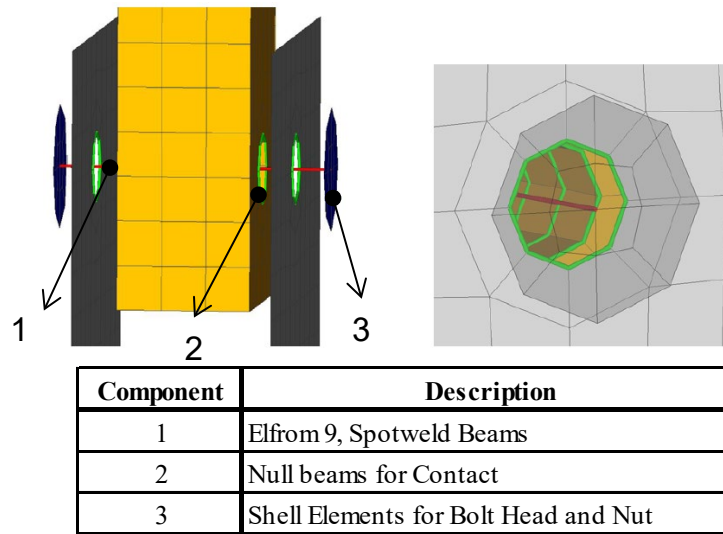 1
2
3
Component Description
1 Elfrom 9, Spotweld Beams
2 Null beams for Contact
3 Shell Elements for Bolt Head and Nut